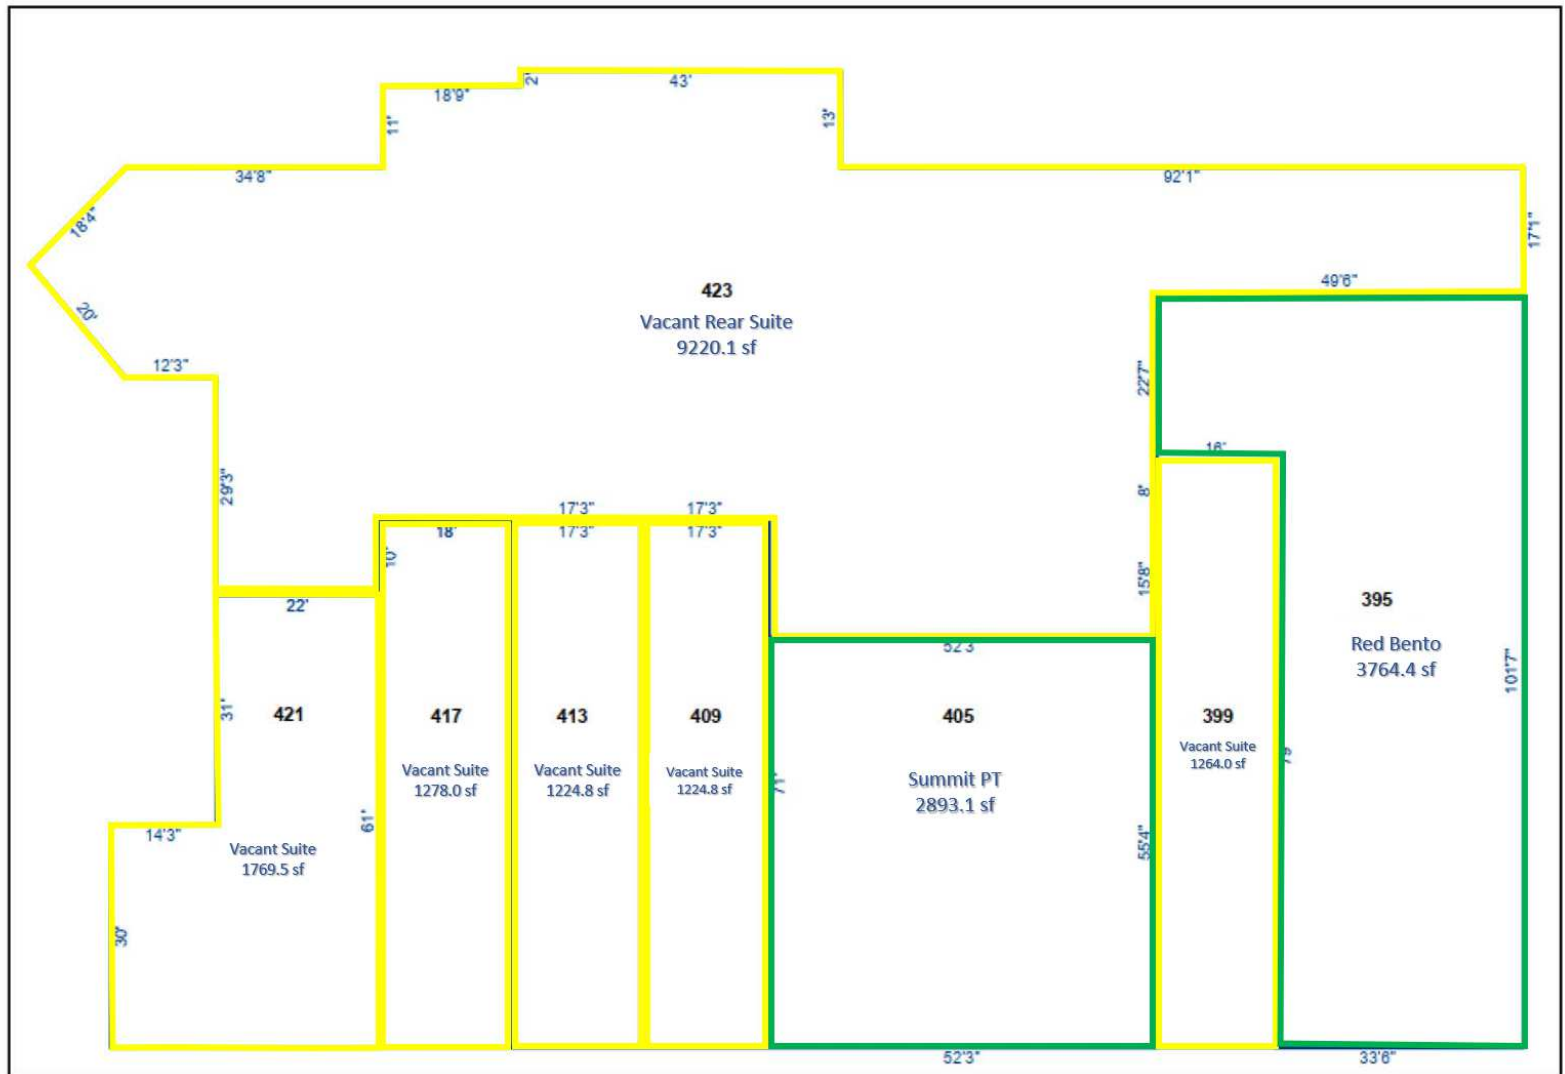 2'
43'
18'9"
11'
13'
34'8"
92'1"
18'4"
17'1"
423
Vacant Rear Suite
9220.1 sf
49'6"
20'
12'3"
22'7"
16'
29'3"
8'
17'3"
17'3"
18'
17'3"
17'3"
10'
15'8"
22'
395
Red Bento
3764.4 sf
52'3
101'7"
31'
421
417
413
409
405
399
Vacant Suite
1278.0 sf
Vacant Suite
1224.8 sf
Vacant Suite
1224.8 sf
Summit PT
2893.1 sf
Vacant Suite
1264.0 sf
71'
79'
14'3"
61'
55'4"
Vacant Suite
1769.5 sf
30'
52'3"
33'6"